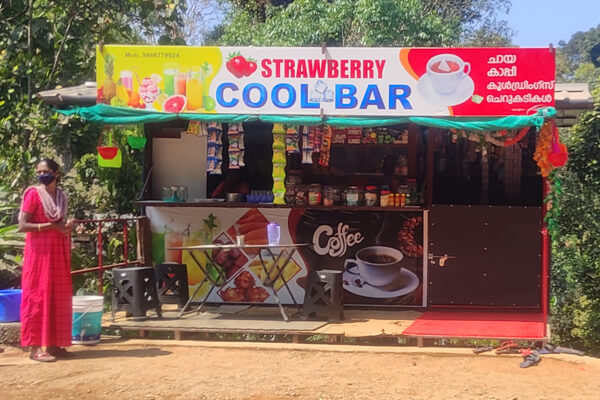 Mob. 9846779924
STRAWBERRY
COOL BAR
ചായ
കാപ്പി
കൂൾഡ്രിംഗ്സ്
ചെറുകടികൾ
Coffee